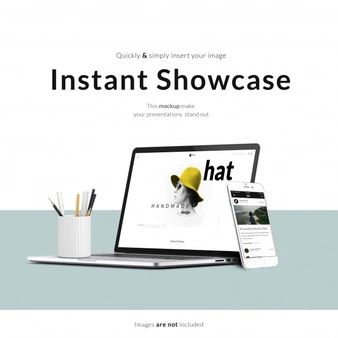 Quickly & simply insert your image
Instant Showcase
This mockup make
your presentations stand out
hat
HANDMADE
design
Images are not included